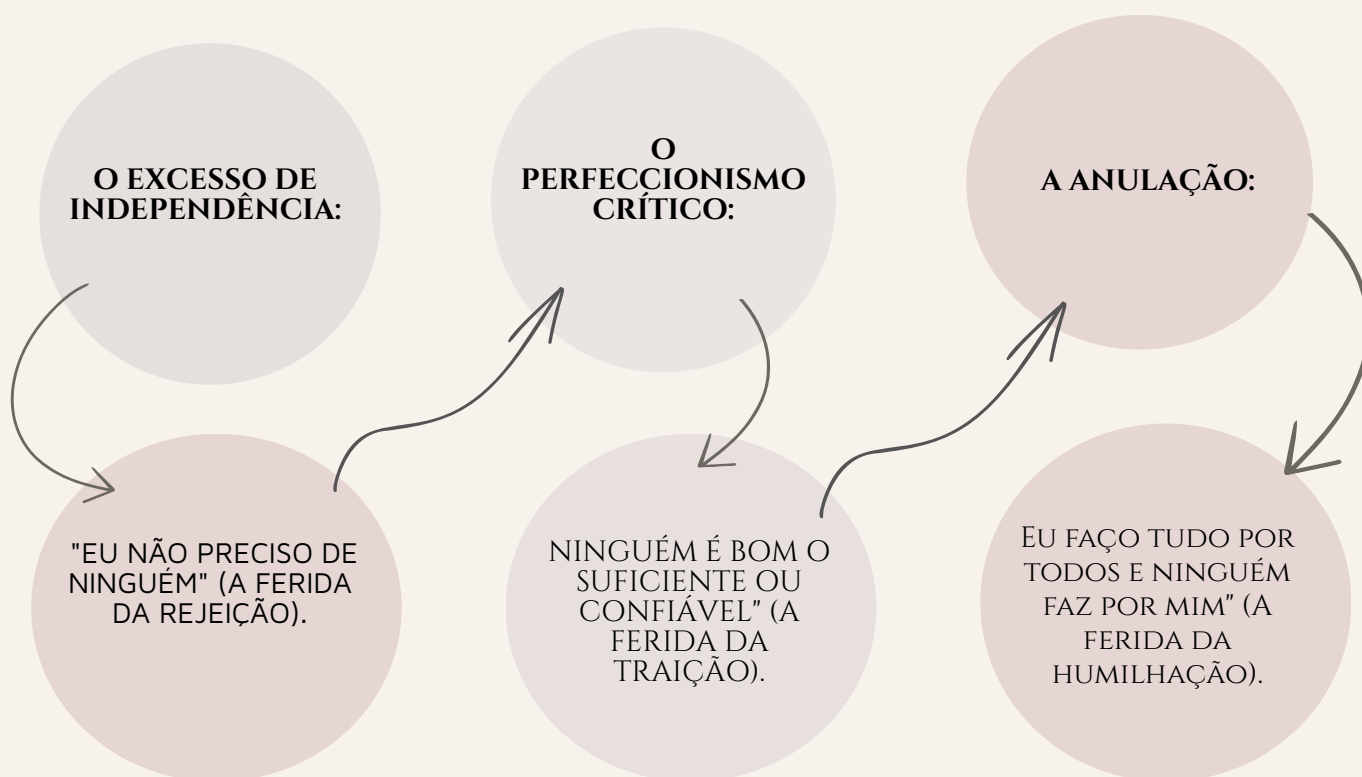 O EXCESSO DE
INDEPENDÊNCIA:
"EU NÃO PRECISO DE
NINGUÉM" (A FERIDA
DA REJEIÇÃO).
O
PERFECCIONISMO
CRÍTICO:
NINGUÉM É BOM O
SUFICIENTE OU
CONFIÁVEL" (A
FERIDA DA
TRAIÇÃO).
A ANULAÇÃO:
EU FAÇO TUDO POR
TODOS E NINGUÉM
FAZ POR MIM" (A
FERIDA DA
HUMILHAÇÃO).